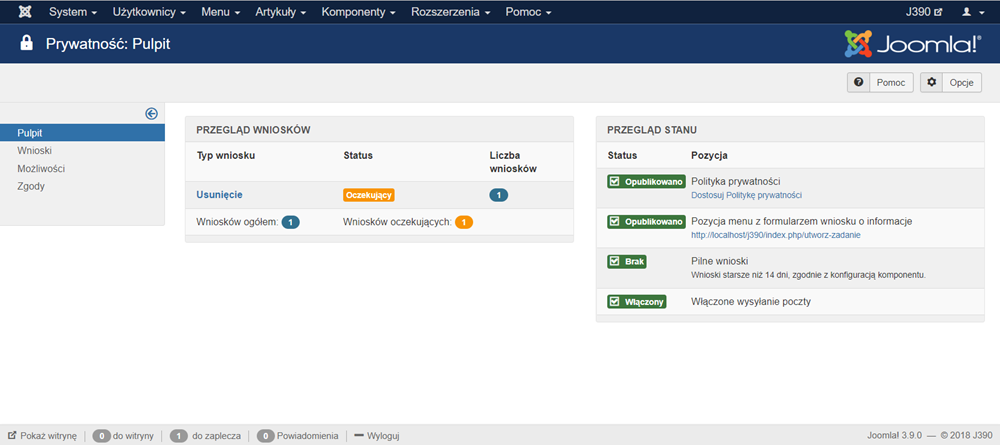 System Użytkownicy Menu Artykuły Komponenty Rozszerzenia Pomoc J390
Prywatność: Pulpit
Joomla!®
Pomoc Opcje
Pulpit
Wnioski
Możliwości
Zgody
PRZEGLĄD WNIOSKÓW
Typ wniosku Status Liczba
wniosków
Usunięcie Oczekujący 1
Wniosków ogółem: 1 Wniosków oczekujących: 1
PRZEGLĄD STANU
Status Pozycja
Opublikowano Polityka prywatności
Dostosuj Politykę prywatności
Opublikowano Pozycja menu z formularzem wniosku o informacje
http://localhost/j390/index.php/utworz-zadanie
Brak Pilne wnioski
Wnioski starsze niż 14 dni, zgodnie z konfiguracją komponentu.
Włączony Włączone wysyłanie poczty
Pokaż witrynę 0 do witryny 1 do zaplecza 0 Powiadomienia Wyloguj Joomla! 3.9.0 — © 2018 J390